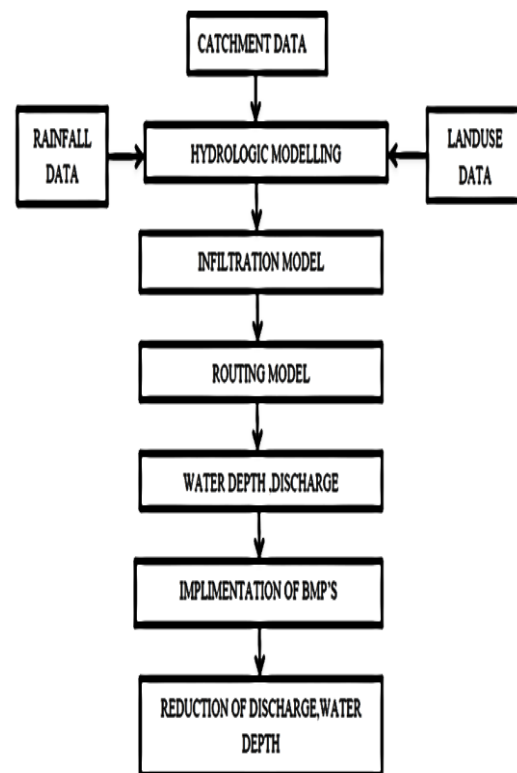 CATCHMENT DATA
RAINFALL
DATA
HYDROLOGIC MODELLING
LANDUSE
DATA
INFILTRATION MODEL
ROUTING MODEL
WATER DEPTH ,DISCHARGE
IMPLIMENTATION OF BMP'S
REDUCTION OF DISCHARGE,WATER
DEPTH